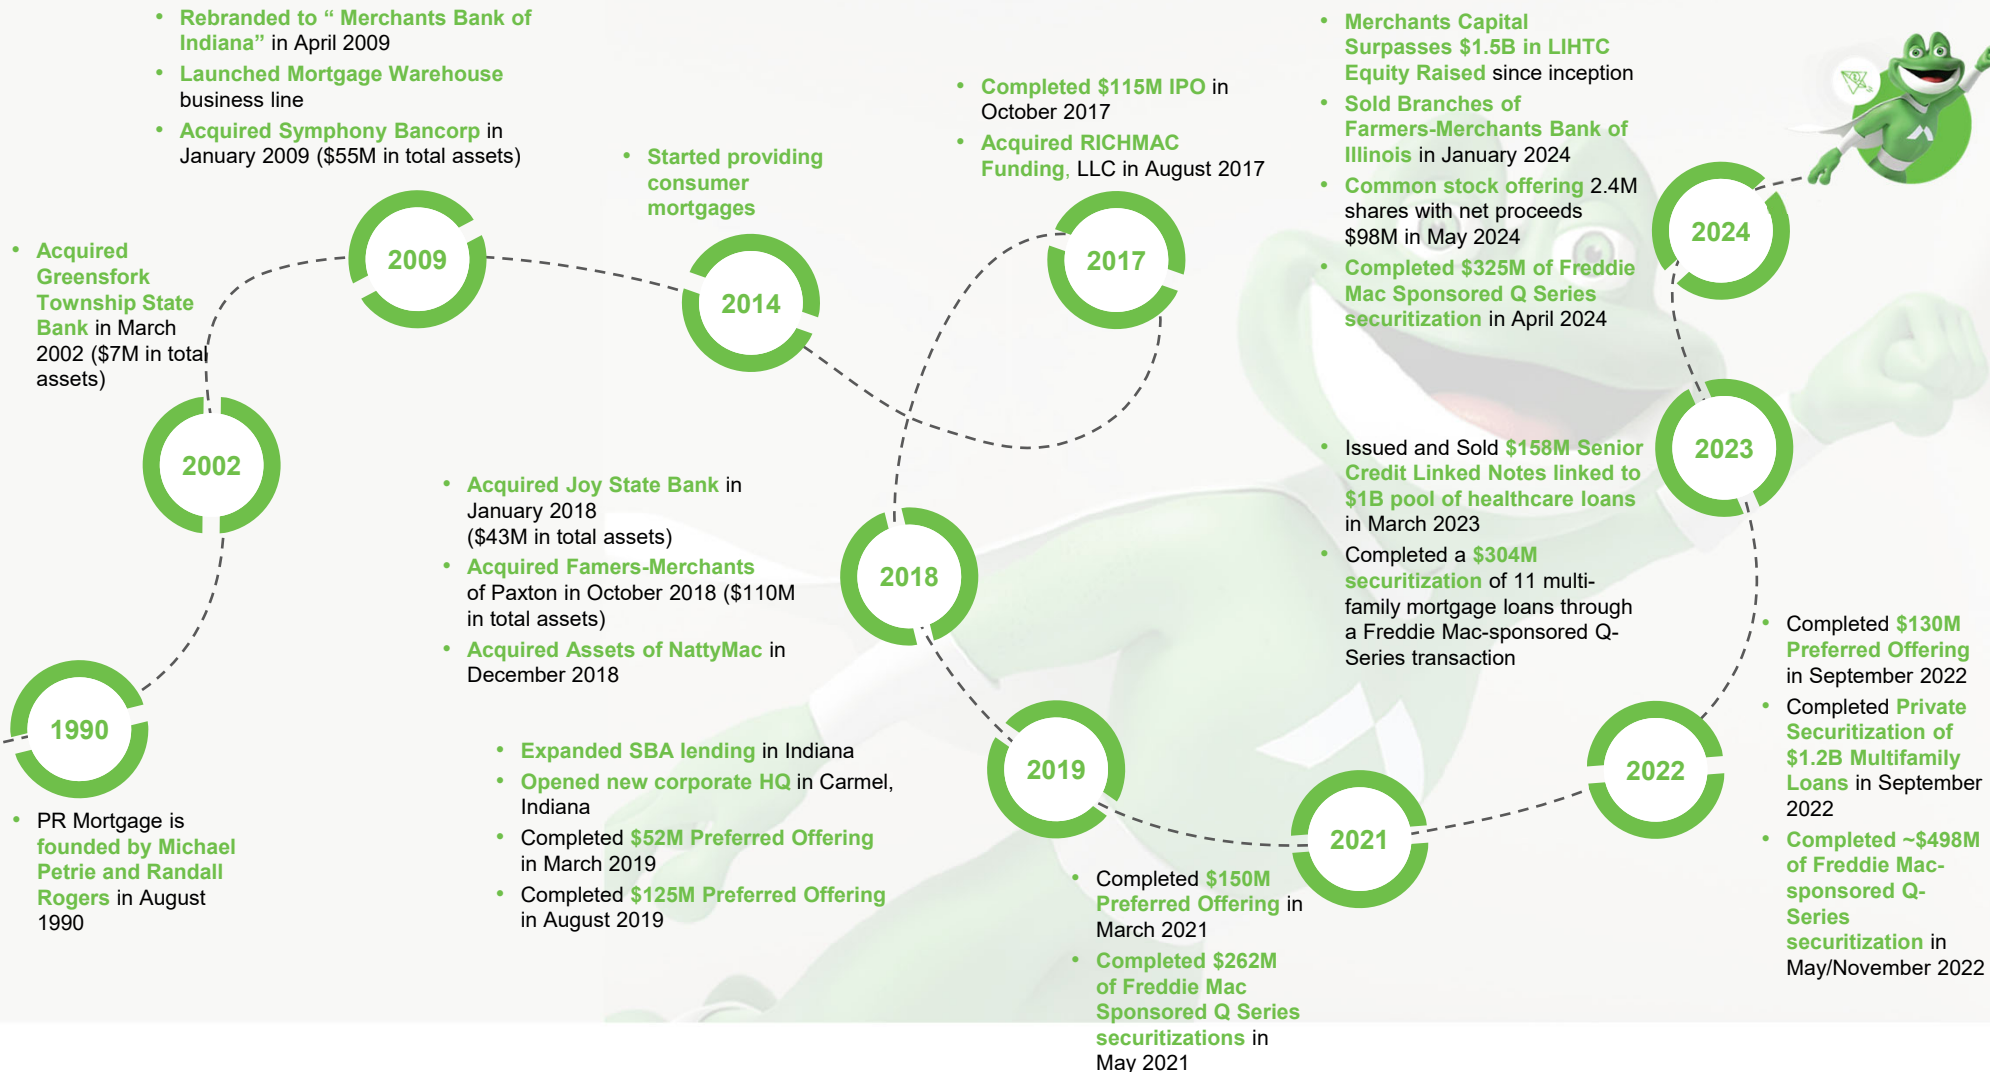 • Rebranded to “ Merchants Bank of
Indiana” in April 2009
• Launched Mortgage Warehouse
business line
• Acquired Symphony Bancorp in
January 2009 ($55M in total assets)
• Started providing
consumer
mortgages
• Completed $115M IPO in
October 2017
• Acquired RICHMAC
Funding, LLC in August 2017
• Merchants Capital
Surpasses $1.5B in LIHTC
Equity Raised since inception
• Sold Branches of
Farmers-Merchants Bank of
Illinois in January 2024
• Common stock offering 2.4M
shares with net proceeds
$98M in May 2024
• Completed $325M of Freddie
Mac Sponsored Q Series
securitization in April 2024
• Acquired
Greensfork
Township State
Bank in March
2002 ($7M in total
assets)
2009
2014
2017
2024
2002
2023
• Acquired Joy State Bank in
January 2018
($43M in total assets)
• Acquired Famers-Merchants
of Paxton in October 2018 ($110M
in total assets)
• Acquired Assets of NattyMac in
December 2018
2018
• Issued and Sold $158M Senior
Credit Linked Notes linked to
$1B pool of healthcare loans
in March 2023
• Completed a $304M
securitization of 11 multi-
family mortgage loans through
a Freddie Mac-sponsored Q-
Series transaction
1990
• PR Mortgage is
founded by Michael
Petrie and Randall
Rogers in August
1990
• Expanded SBA lending in Indiana
• Opened new corporate HQ in Carmel,
Indiana
• Completed $52M Preferred Offering
in March 2019
• Completed $125M Preferred Offering
in August 2019
2019
2021
2022
• Completed $150M
Preferred Offering in
March 2021
• Completed $262M
of Freddie Mac
Sponsored Q Series
securitizations in
May 2021
• Completed $130M
Preferred Offering
in September 2022
• Completed Private
Securitization of
$1.2B Multifamily
Loans in September
2022
• Completed ~$498M
of Freddie Mac-
sponsored Q-
Series
securitization in
May/November 2022